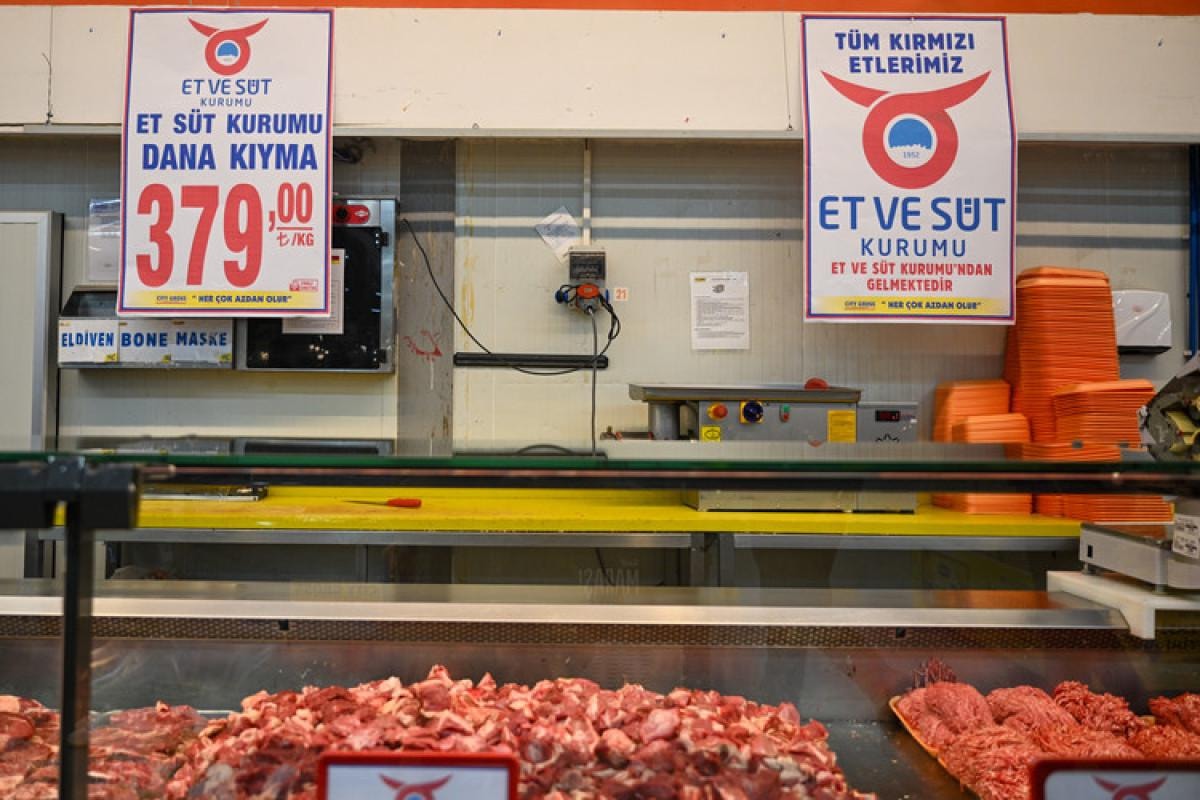 ET VE SÜT
KURUMU
ET SÜT KURUMU
DANA KIYMA
379,00
₺/KG
CITY GROSS "HER ÇOK AZDAN OLUR"
TÜM KIRMIZI
ETLERİMİZ
1952
ET VE SÜT
KURUMU
ET VE SÜT KURUMU'NDAN
GELMEKTEDİR
CITY GROSS "HER ÇOK AZDAN OLUR"
ELDİVEN BONE MASKE
21